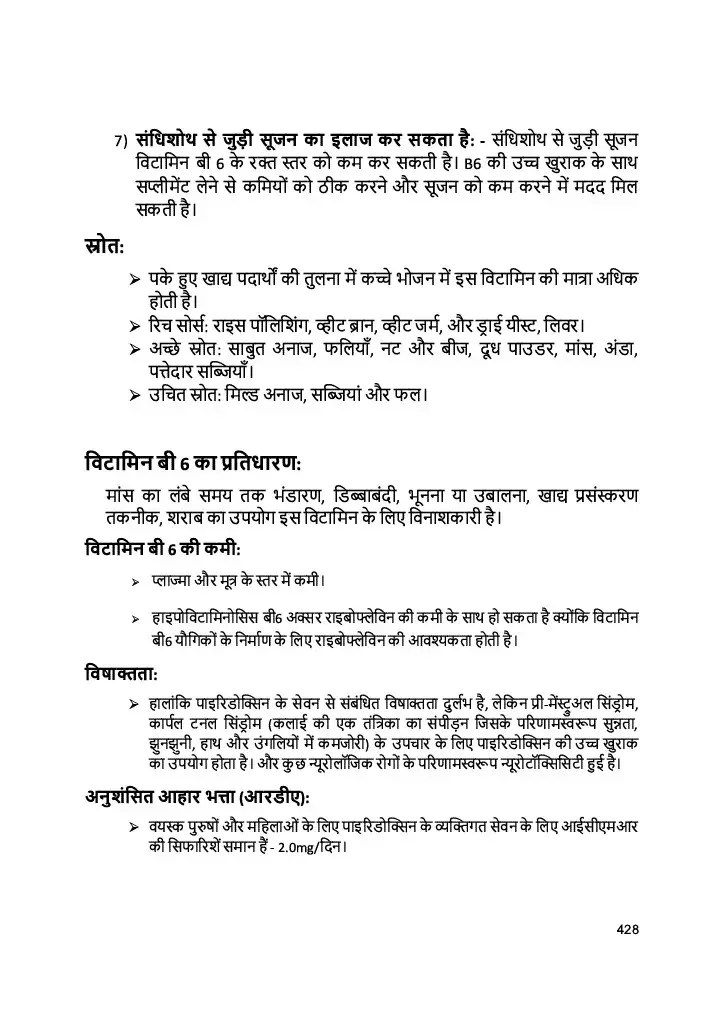 7) संधिशोथ से जुड़ी सूजन का इलाज कर सकता है: - संधिशोथ से जुड़ी सूजन
विटामिन बी 6 के रक्त स्तर को कम कर सकती है। B6 की उच्च खुराक के साथ
सप्लीमेंट लेने से कमियों को ठीक करने और सूजन को कम करने में मदद मिल
सकती है।
स्रोत:
➢ पके हुए खाद्य पदार्थों की तुलना में कच्चे भोजन में इस विटामिन की मात्रा अधिक
होती है।
➢ रिच सोर्स: राइस पॉलिशिंग, व्हीट ब्रान, व्हीट जर्म, और ड्राई यीस्ट, लिवर।
➢ अच्छे स्रोत: साबुत अनाज, फलियाँ, नट और बीज, दूध पाउडर, मांस, अंडा,
पत्तेदार सब्जियाँ।
➢ उचित स्रोत: मिल्ड अनाज, सब्जियां और फल।
विटामिन बी 6 का प्रतिधारण:
मांस का लंबे समय तक भंडारण, डिब्बाबंदी, भूनना या उबालना, खाद्य प्रसंस्करण
तकनीक, शराब का उपयोग इस विटामिन के लिए विनाशकारी है।
विटामिन बी 6 की कमी:
➢ प्लाज्मा और मूत्र के स्तर में कमी।
➢ हाइपोविटामिनोसिस बी6 अक्सर राइबोफ्लेविन की कमी के साथ हो सकता है क्योंकि विटामिन
बी6 यौगिकों के निर्माण के लिए राइबोफ्लेविन की आवश्यकता होती है।
विषाक्तता:
➢ हालांकि पाइरिडोक्सिन के सेवन से संबंधित विषाक्तता दुर्लभ है, लेकिन प्री-मेंस्ट्रुअल सिंड्रोम,
कार्पल टनल सिंड्रोम (कलाई की एक तंत्रिका का संपीड़न जिसके परिणामस्वरूप सुन्नता,
झुनझुनी, हाथ और उंगलियों में कमजोरी) के उपचार के लिए पाइरिडोक्सिन की उच्च खुराक
का उपयोग होता है। और कुछ न्यूरोलॉजिक रोगों के परिणामस्वरूप न्यूरोटॉक्सिसिटी हुई है।
अनुशंसित आहार भत्ता (आरडीए):
➢ वयस्क पुरुषों और महिलाओं के लिए पाइरिडोक्सिन के व्यक्तिगत सेवन के लिए आईसीएमआर
की सिफारिशें समान हैं - 2.0mg/दिन।
428